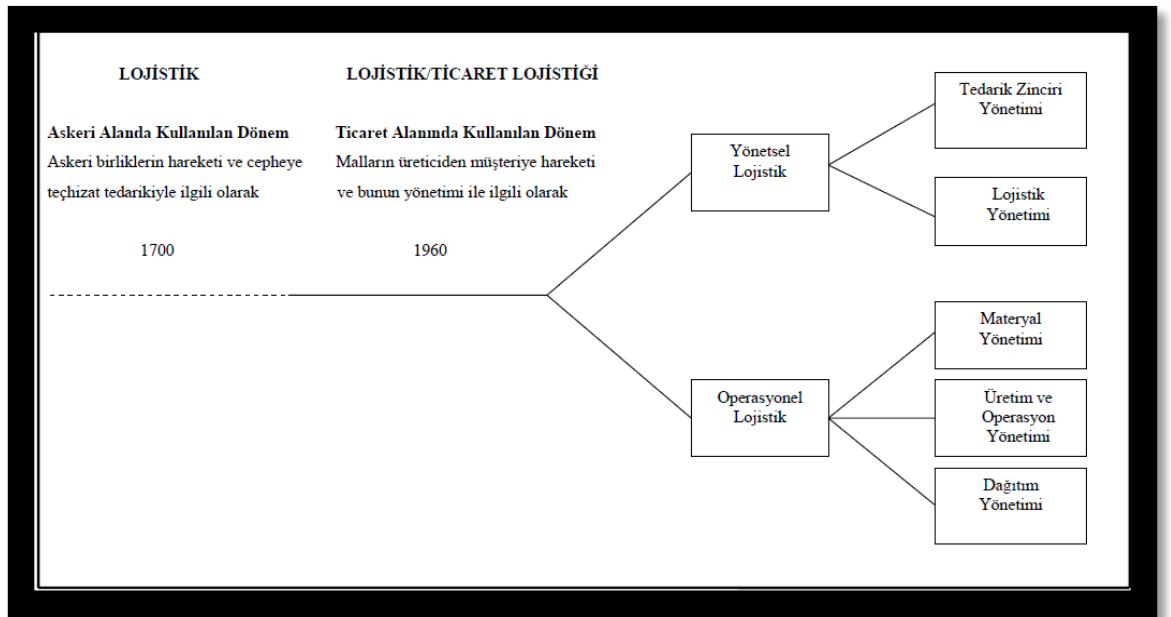 LOJİSTİK
Askeri Alanda Kullanılan Dönem
Askeri birliklerin hareketi ve cepheye
teçhizat tedarikiyle ilgili olarak
1700
LOJİSTİK/TİCARET LOJİSTİĞİ
Ticaret Alanında Kullanılan Dönem
Malların üreticiden müşteriye hareketi
ve bunun yönetimi ile ilgili olarak
1960
Yönetsel
Lojistik
Tedarik Zinciri
Yönetimi
Lojistik
Yönetimi
Operasyonel
Lojistik
Materyal
Yönetimi
Üretim ve
Operasyon
Yönetimi
Dağıtım
Yönetimi